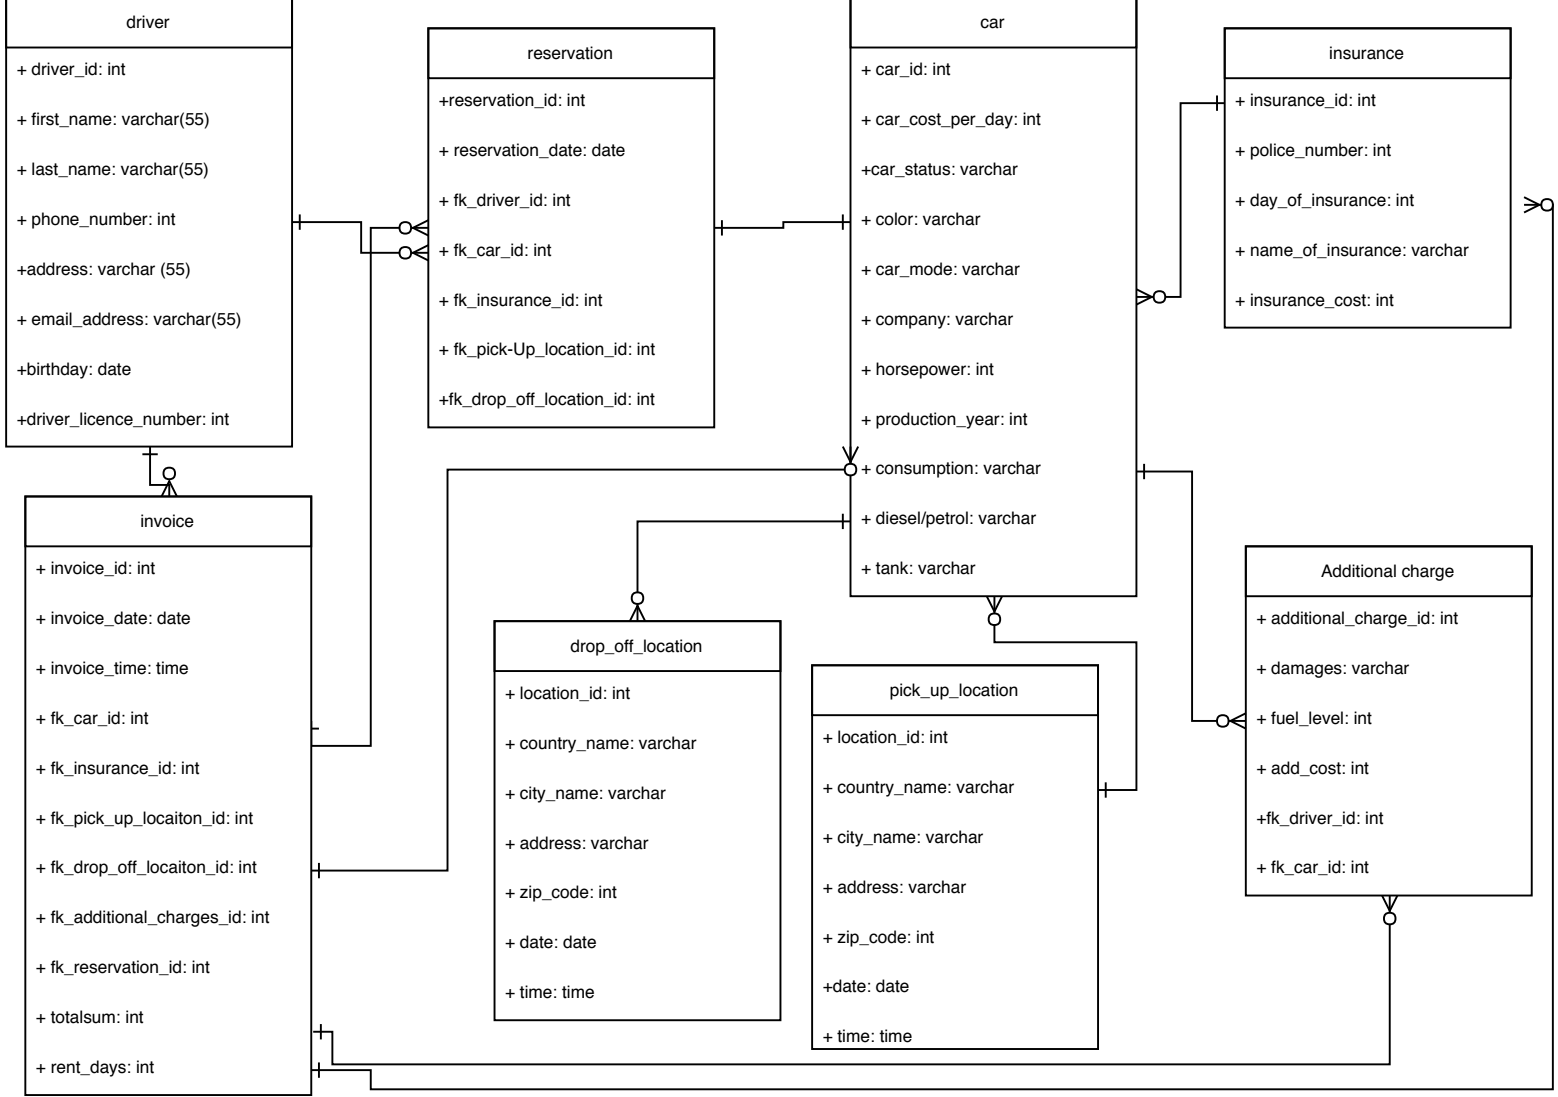 driver
+ driver_id: int
+ first_name: varchar(55)
+ last_name: varchar(55)
+ phone_number: int
+address: varchar (55)
+ email_address: varchar(55)
+birthday: date
+driver_licence_number: int
reservation
+reservation_id: int
+ reservation_date: date
+ fk_driver_id: int
+ fk_car_id: int
+ fk_insurance_id: int
+ fk_pick-Up_location_id: int
+fk_drop_off_location_id: int
car
+ car_id: int
+ car_cost_per_day: int
+car_status: varchar
+ color: varchar
+ car_mode: varchar
+ company: varchar
+ horsepower: int
+ production_year: int
+ consumption: varchar
+ diesel/petrol: varchar
+ tank: varchar
insurance
+ insurance_id: int
+ police_number: int
+ day_of_insurance: int
+ name_of_insurance: varchar
+ insurance_cost: int
invoice
+ invoice_id: int
+ invoice_date: date
+ invoice_time: time
+ fk_car_id: int
+ fk_insurance_id: int
+ fk_pick_up_locaiton_id: int
+ fk_drop_off_locaiton_id: int
+ fk_additional_charges_id: int
+ fk_reservation_id: int
+ totalsum: int
+ rent_days: int
drop_off_location
+ location_id: int
+ country_name: varchar
+ city_name: varchar
+ address: varchar
+ zip_code: int
+ date: date
+ time: time
pick_up_location
+ location_id: int
+ country_name: varchar
+ city_name: varchar
+ address: varchar
+ zip_code: int
+date: date
+ time: time
Additional charge
+ additional_charge_id: int
+ damages: varchar
+ fuel_level: int
+ add_cost: int
+fk_driver_id: int
+ fk_car_id: int